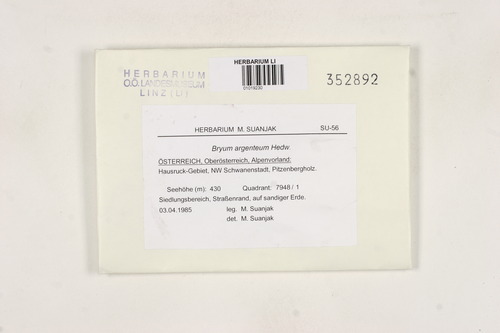 HERBARIUM
O.Ö. LANDESMUSEUM
LINZ (LI)
HERBARIUM LI
01019230
352892
HERBARIUM M. SUANJAK SU-56
Bryum argenteum Hedw.
ÖSTERREICH, Oberösterreich, Alpenvorland:
Hausruck-Gebiet, NW Schwanenstadt, Pitzenbergholz.
Seehöhe (m): 430 Quadrant: 7948 / 1
Siedlungsbereich, Straßenrand, auf sandiger Erde.
03.04.1985 leg. M. Suanjak
det. M. Suanjak